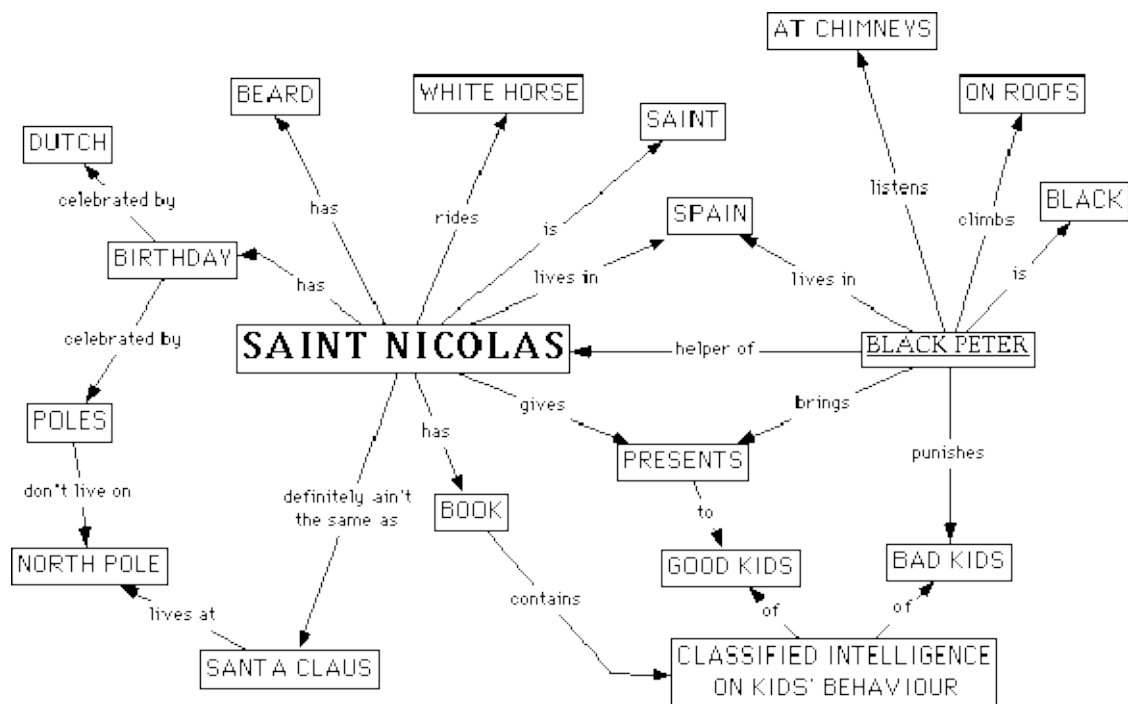 AT CHIMNEYS
BEARD
WHITE HORSE
ON ROOFS
SAINT
DUTCH
listens
BLACK
celebrated by
has
rides
SPAIN
climbs
is
BIRTHDAY
has
lives in
lives in
is
celebrated by
SAINT NICOLAS
helper of
BLACK PETER
POLES
gives
brings
has
PRESENTS
punishes
don't live on
definitely ain't
the same as
BOOK
to
NORTH POLE
GOOD KIDS
BAD KIDS
lives at
contains
of
of
SANTA CLAUS
CLASSIFIED INTELLIGENCE
ON KIDS' BEHAVIOUR